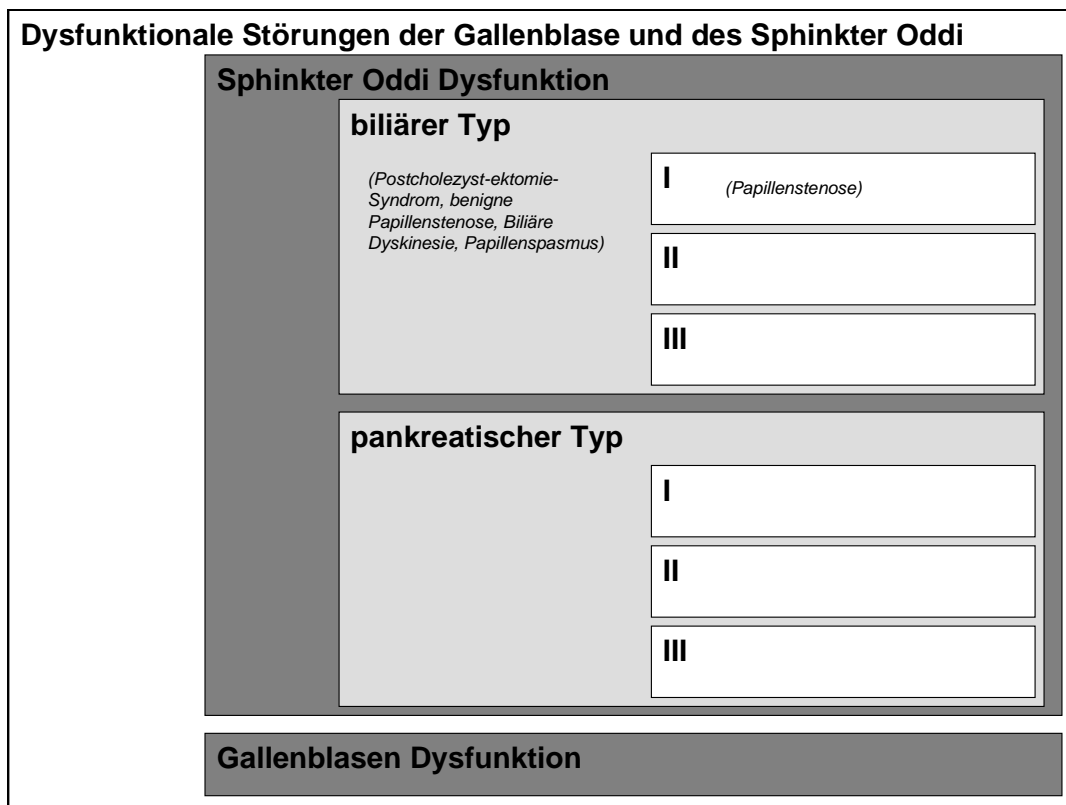 Dysfunktionale Störungen der Gallenblase und des Sphinkter Oddi
Sphinkter Oddi Dysfunktion
biliärer Typ
(Postcholezyst-ektomie-
Syndrom, benigne
Papillenstenose, Biliäre
Dyskinesie, Papillenspasmus)
I (Papillenstenose)
II
III
pankreatischer Typ
I
II
III
Gallenblasen Dysfunktion